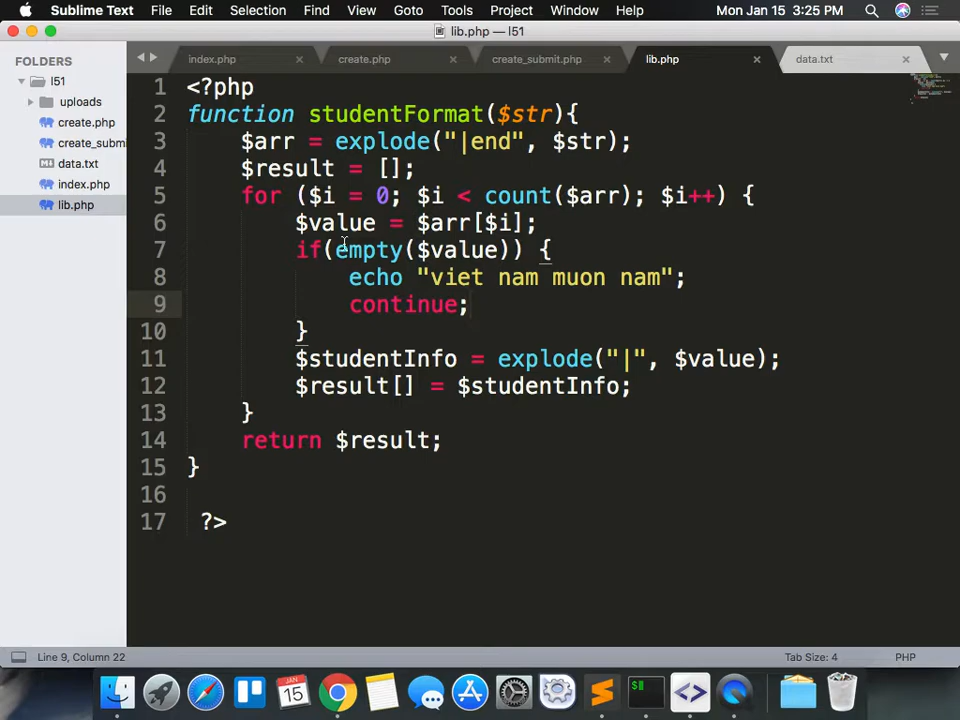 Sublime Text File Edit Selection Find View Goto Tools Project Window Help Mon Jan 15 3:25 PM
lib.php — l51
FOLDERS
l51
uploads
create.php
create_submi
data.txt
index.php
lib.php
index.php create.php create_submit.php lib.php data.txt
1 <?php
2 function studentFormat($str){
3 $arr = explode("|end", $str);
4 $result = [];
5 for ($i = 0; $i < count($arr); $i++) {
6 $value = $arr[$i];
7 if(empty($value)) {
8 echo "viet nam muon nam";
9 continue;
10 }
11 $studentInfo = explode("|", $value);
12 $result[] = $studentInfo;
13 }
14 return $result;
15 }
16
17 ?>
Line 9, Column 22 Tab Size: 4 PHP
JAN
15